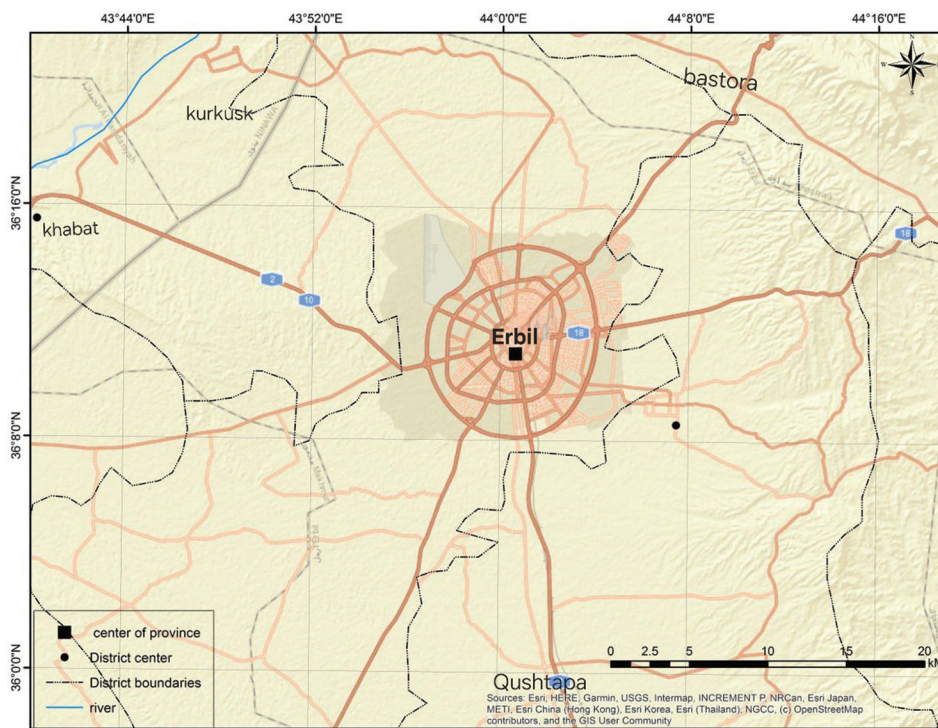 43°44'0"E
43°52'0"E
44°0'0"E
44°8'0"E
44°16'0"E
N
W
E
S
bastora
kurkusk
NINAWA
36°16'0"N
khabat
18
2
10
Erbil
18
36°8'0"N
36°0'0"N
center of province
District center
District boundaries
river
0 2.5 5 10 15 20
KM
Qushtapa
Sources: Esri, HERE, Garmin, USGS, Intermap, INCREMENT P, NRCan, Esri Japan,
METI, Esri China (Hong Kong), Esri Korea, Esri (Thailand), NGCC, (c) OpenStreetMap
contributors, and the GIS User Community